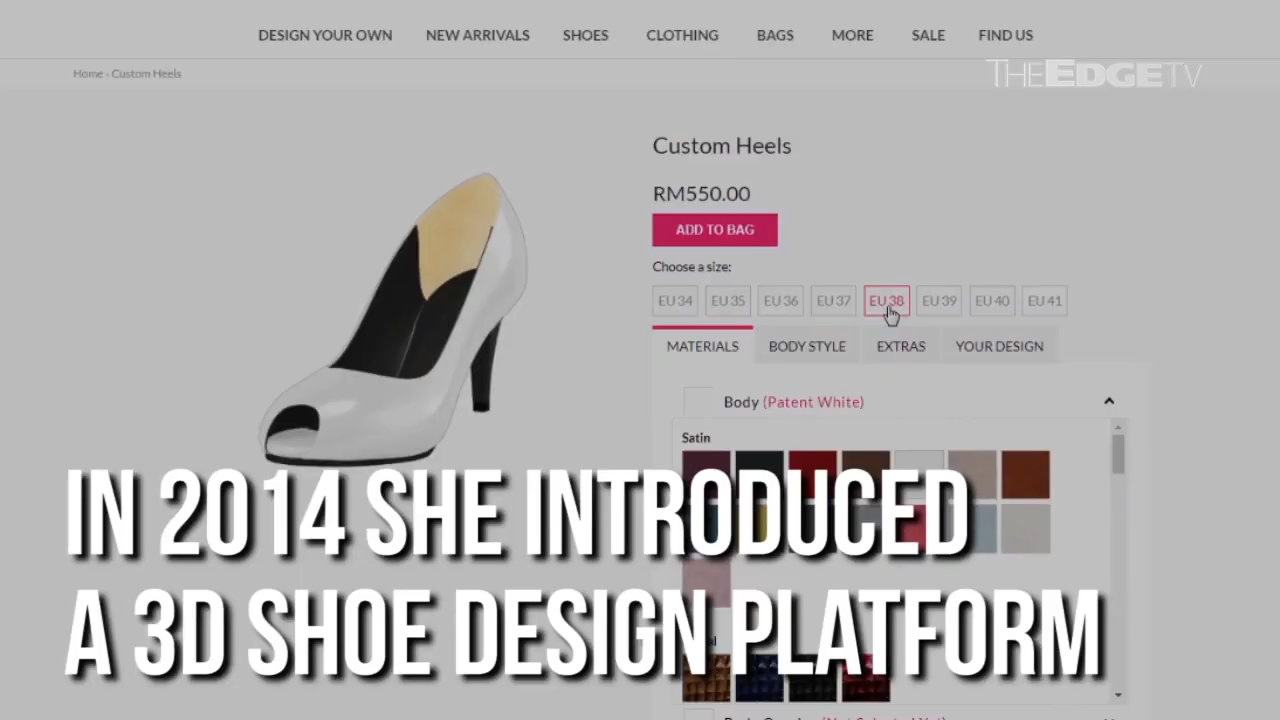 DESIGN YOUR OWN NEW ARRIVALS SHOES CLOTHING BAGS MORE SALE FIND US
Home › Custom Heels
THEEDGETV
Custom Heels
RM550.00
ADD TO BAG
Choose a size:
EU 34 EU 35 EU 36 EU 37 EU 38 EU 39 EU 40 EU 41
MATERIALS BODY STYLE EXTRAS YOUR DESIGN
Body (Patent White)
Satin
IN 2014 SHE INTRODUCED
A 3D SHOE DESIGN PLATFORM